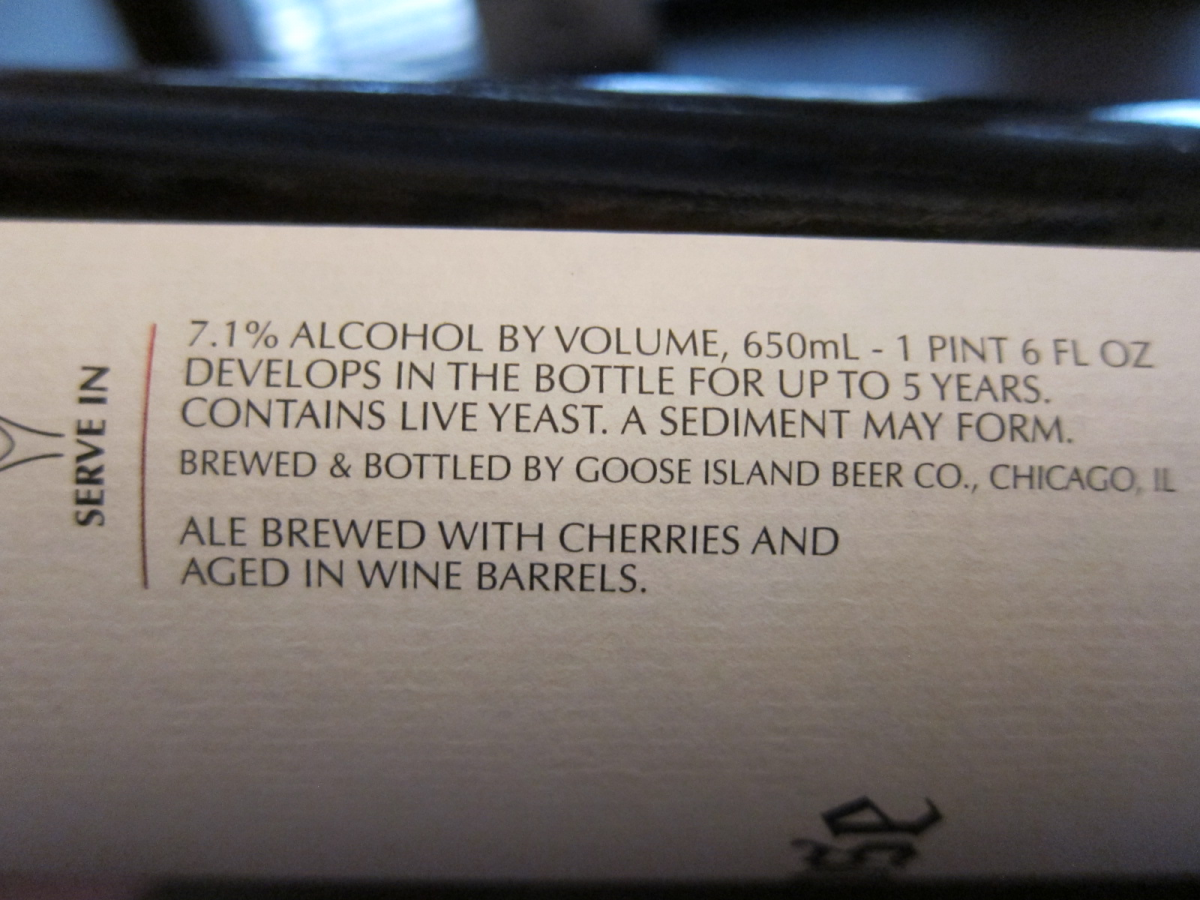 SERVE IN
7.1% ALCOHOL BY VOLUME, 650mL - 1 PINT 6 FL OZ
DEVELOPS IN THE BOTTLE FOR UP TO 5 YEARS.
CONTAINS LIVE YEAST. A SEDIMENT MAY FORM.
BREWED & BOTTLED BY GOOSE ISLAND BEER CO., CHICAGO, IL
ALE BREWED WITH CHERRIES AND
AGED IN WINE BARRELS.